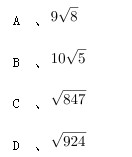 A 、 9√8
B 、 10√5
C 、 √847
D 、 √924